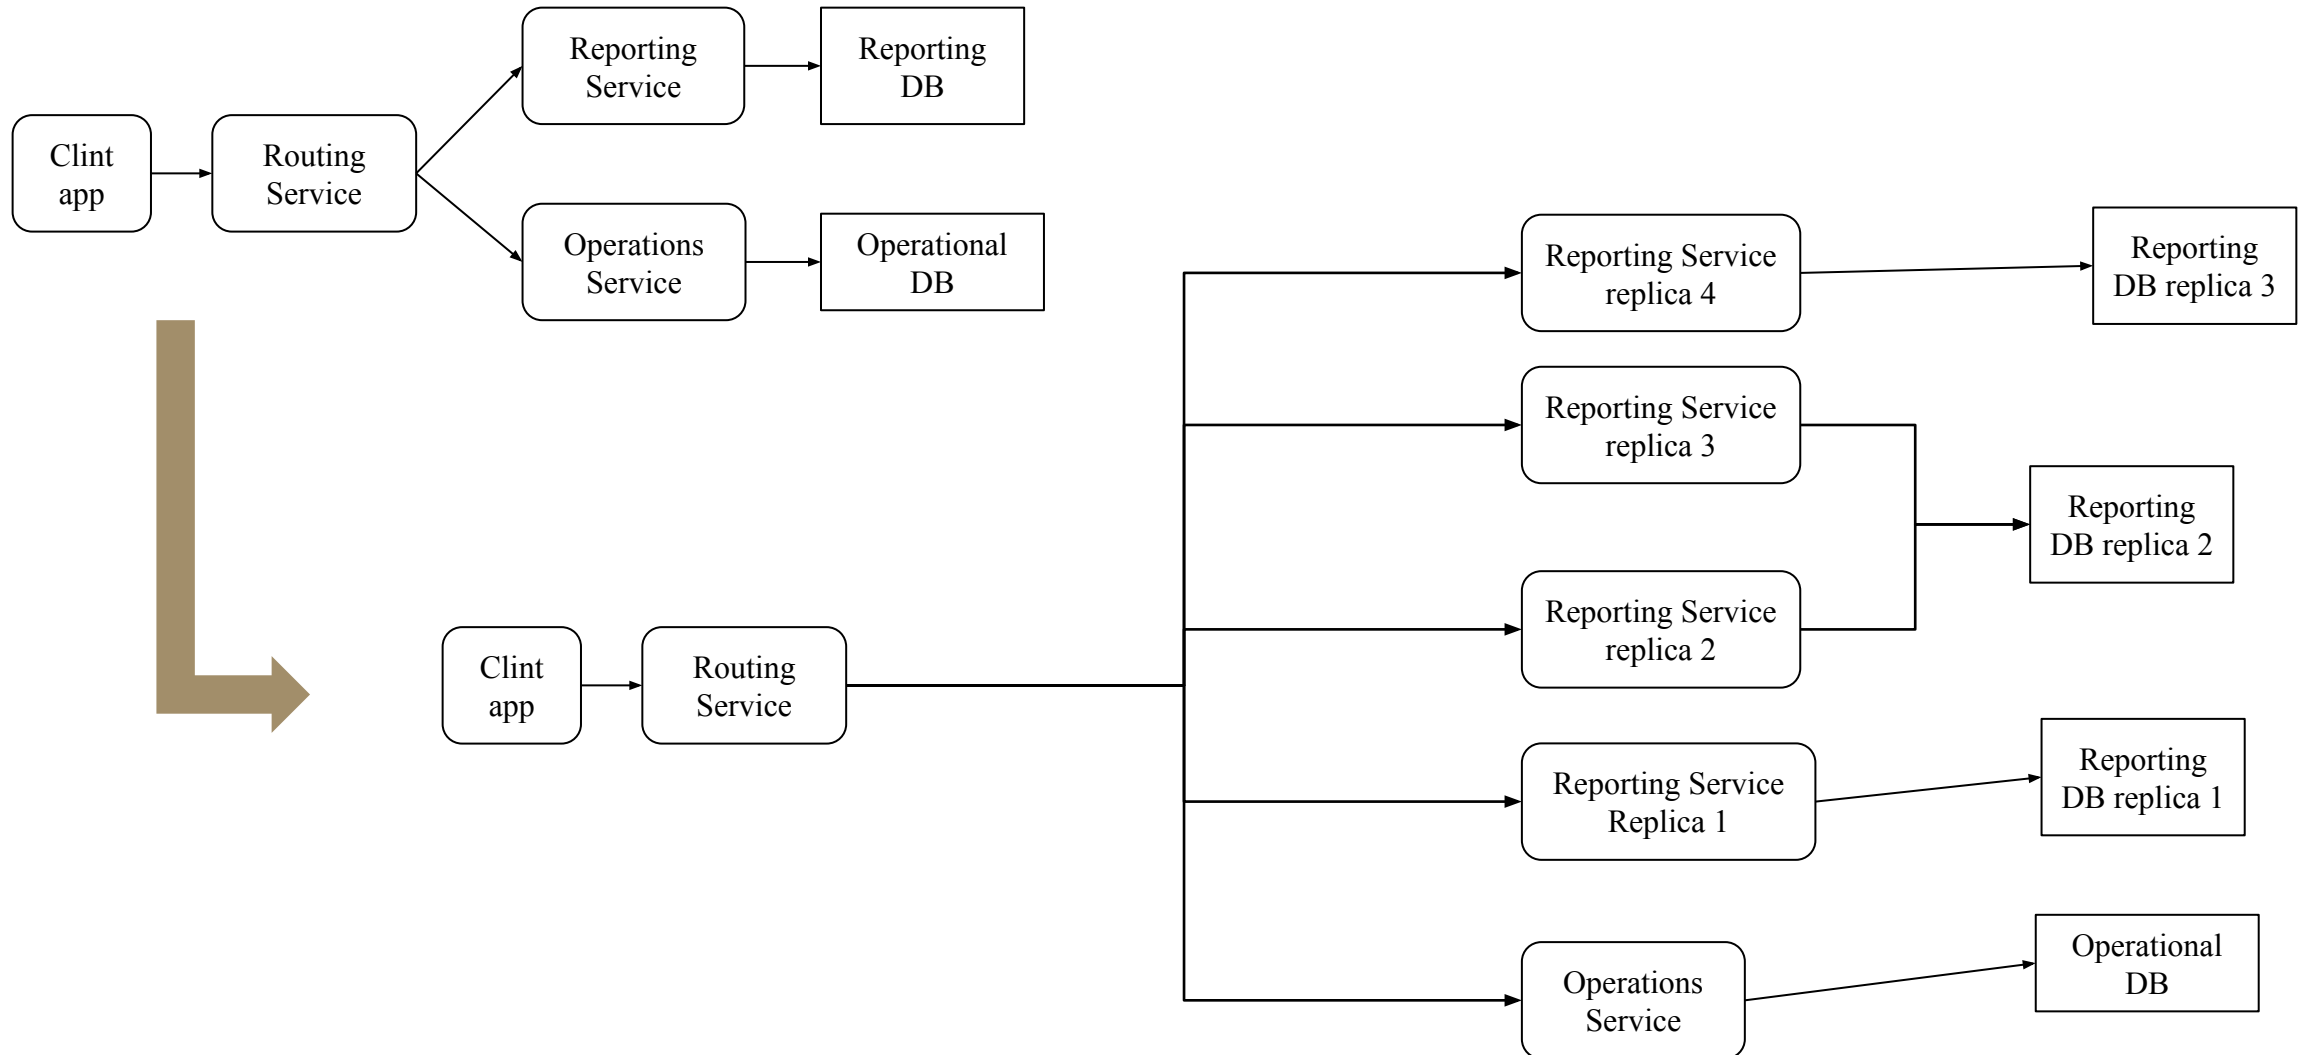 Reporting
Service
Reporting
DB
Clint
app
Routing
Service
Operations
Service
Operational
DB
Reporting Service
replica 4
Reporting
DB replica 3
Reporting Service
replica 3
Reporting
DB replica 2
Reporting Service
replica 2
Clint
app
Routing
Service
Reporting Service
Replica 1
Reporting
DB replica 1
Operations
Service
Operational
DB